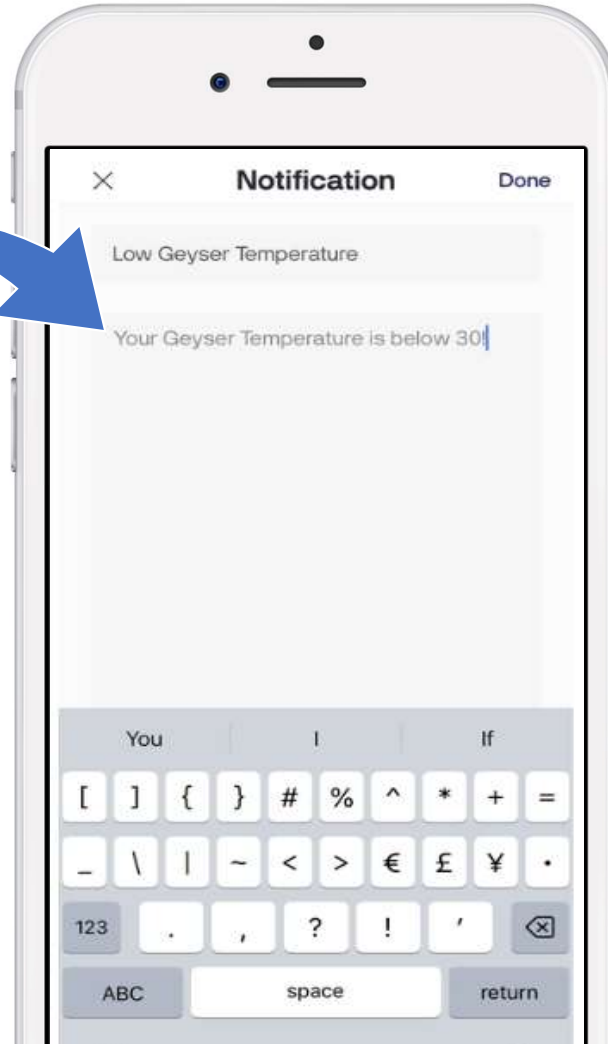 × Notification Done
Low Geyser Temperature
Your Geyser Temperature is below 30!
You I If
[ ] { } # % ^ * + =
_ \ | ~ < > € £ ¥ •
123 . , ? ! ′
ABC space return